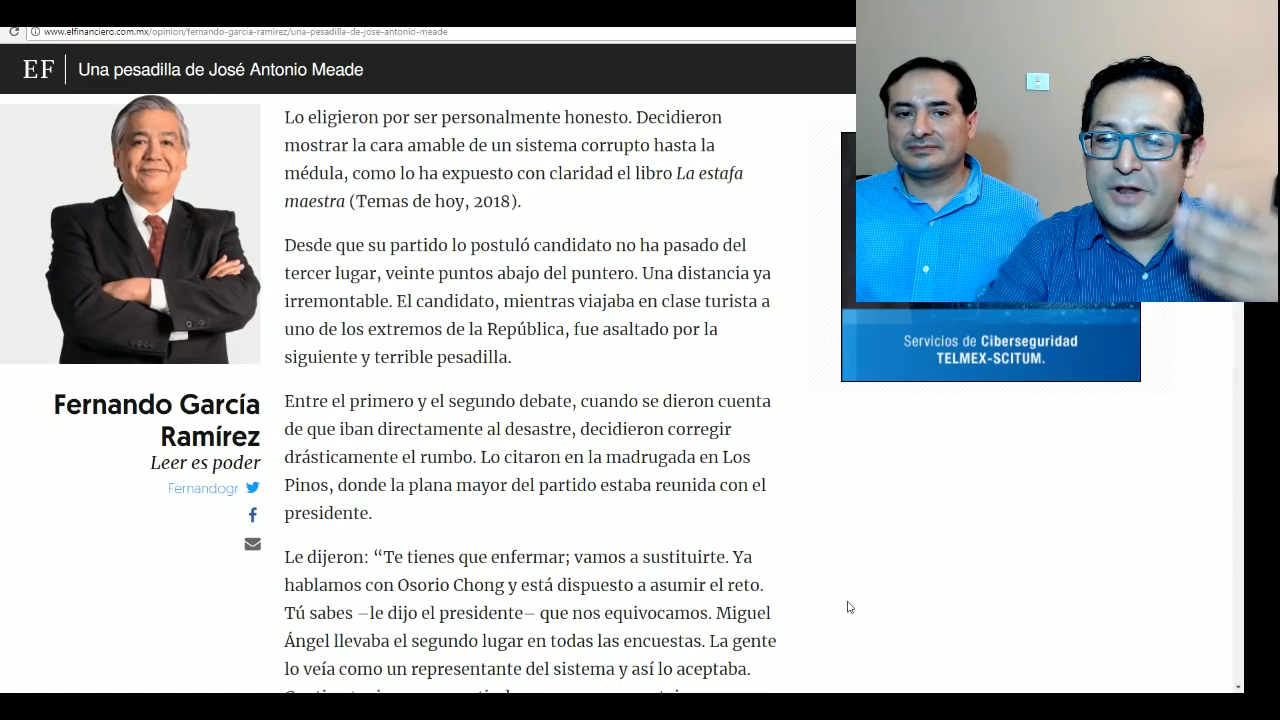 www.elfinanciero.com.mx/opinion/fernando-garcia-ramirez/una-pesadilla-de-jose-antonio-meade
EF Una pesadilla de José Antonio Meade
Lo eligieron por ser personalmente honesto. Decidieron
mostrar la cara amable de un sistema corrupto hasta la
médula, como lo ha expuesto con claridad el libro La estafa
maestra (Temas de hoy, 2018).
Desde que su partido lo postuló candidato no ha pasado del
tercer lugar, veinte puntos abajo del puntero. Una distancia ya
irremontable. El candidato, mientras viajaba en clase turista a
uno de los extremos de la República, fue asaltado por la
siguiente y terrible pesadilla.
Entre el primero y el segundo debate, cuando se dieron cuenta
de que iban directamente al desastre, decidieron corregir
drásticamente el rumbo. Lo citaron en la madrugada en Los
Pinos, donde la plana mayor del partido estaba reunida con el
presidente.
Le dijeron: “Te tienes que enfermar; vamos a sustituirte. Ya
hablamos con Osorio Chong y está dispuesto a asumir el reto.
Tú sabes –le dijo el presidente– que nos equivocamos. Miguel
Ángel llevaba el segundo lugar en todas las encuestas. La gente
lo veía como un representante del sistema y así lo aceptaba.
Fernando García
Ramírez
Leer es poder
Fernandogr
Servicios de Ciberseguridad
TELMEX-SCITUM.